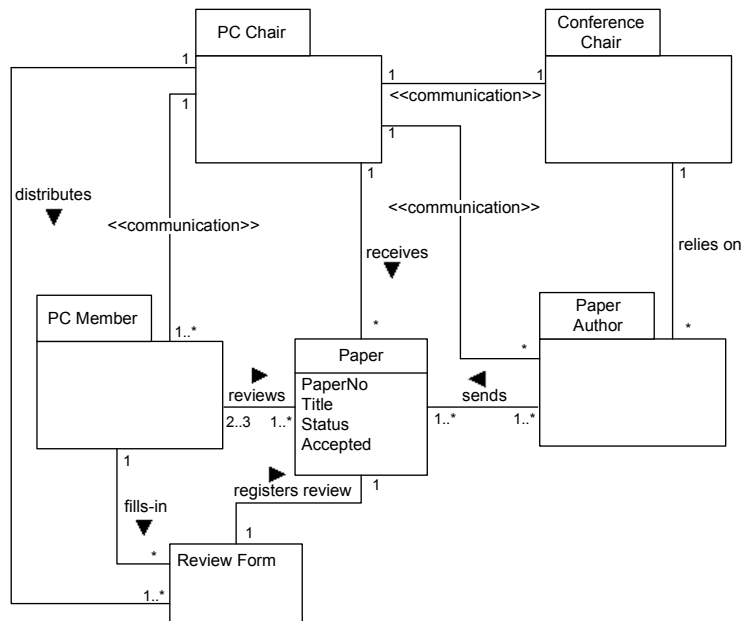 PC Chair
Conference
Chair
1
1
1
1
<<communication>>
1
1
1
1
distributes
<<communication>>
<<communication>>
receives
relies on
PC Member
Paper
Author
1..*
*
*
*
Paper
PaperNo
Title
Status
Accepted
reviews
sends
2..3
1..*
1..*
1..*
1
registers review
1
fills-in
1
*
Review Form
1..*